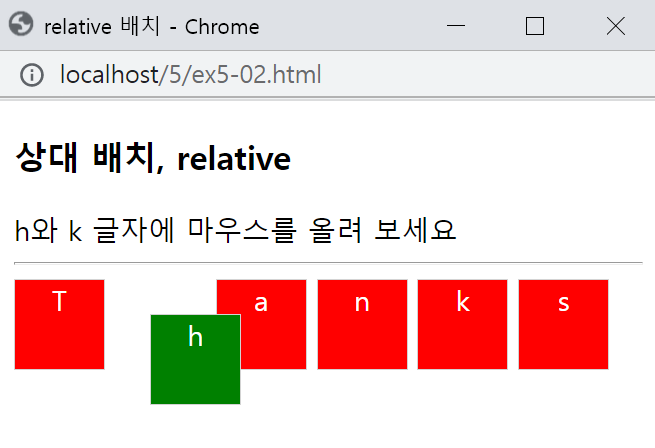 relative 배치 - Chrome
localhost/5/ex5-02.html
상대 배치, relative
h와 k 글자에 마우스를 올려 보세요
T h a n k s